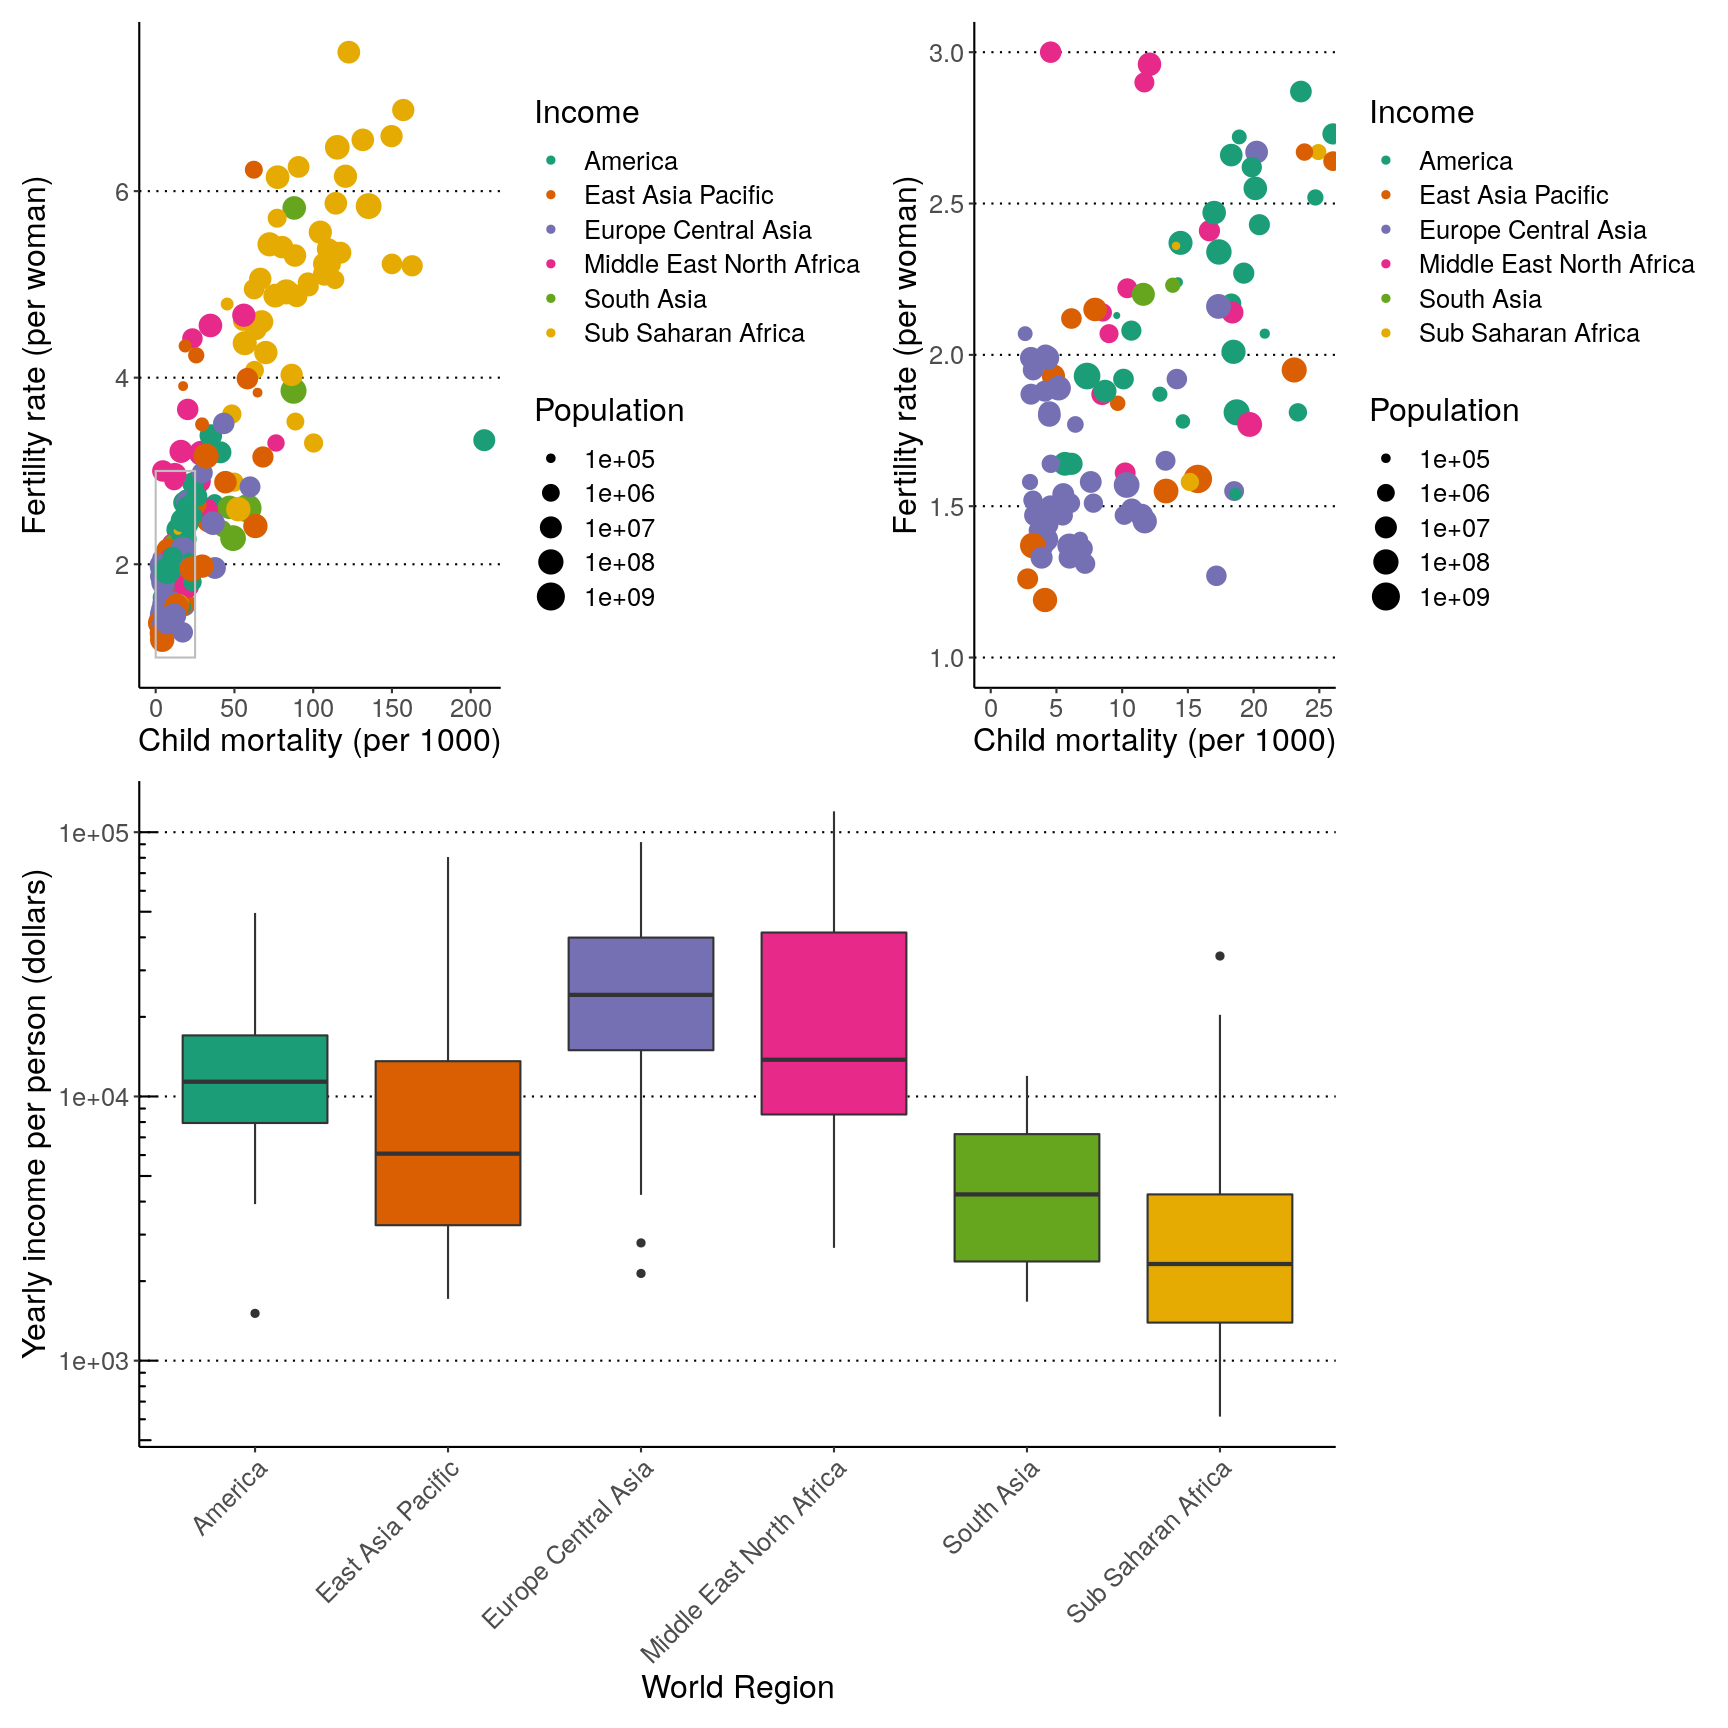 Fertility rate (per woman)
6
4
2
0 50 100 150 200
Child mortality (per 1000)
Income
America
East Asia Pacific
Europe Central Asia
Middle East North Africa
South Asia
Sub Saharan Africa
Population
1e+05
1e+06
1e+07
1e+08
1e+09
Fertility rate (per woman)
3.0
2.5
2.0
1.5
1.0
0 5 10 15 20 25
Child mortality (per 1000)
Income
America
East Asia Pacific
Europe Central Asia
Middle East North Africa
South Asia
Sub Saharan Africa
Population
1e+05
1e+06
1e+07
1e+08
1e+09
Yearly income per person (dollars)
1e+05
1e+04
1e+03
America
East Asia Pacific
Europe Central Asia
Middle East North Africa
South Asia
Sub Saharan Africa
World Region